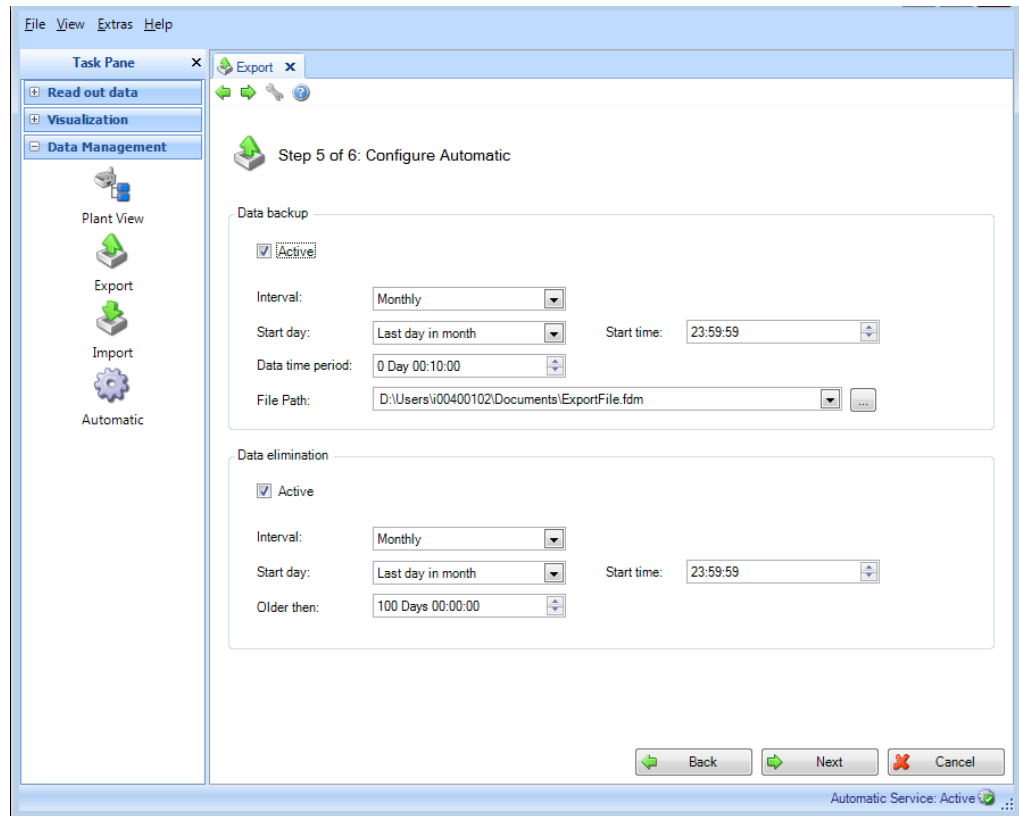 File View Extras Help
Task Pane
Export
Read out data
Visualization
Data Management
Plant View
Export
Import
Automatic
Step 5 of 6: Configure Automatic
Data backup
Active
Interval: Monthly
Start day: Last day in month Start time: 23:59:59
Data time period: 0 Day 00:10:00
File Path: D:\Users\i00400102\Documents\ExportFile.fdm ...
Data elimination
Active
Interval: Monthly
Start day: Last day in month Start time: 23:59:59
Older then: 100 Days 00:00:00
Back Next Cancel
Automatic Service: Active